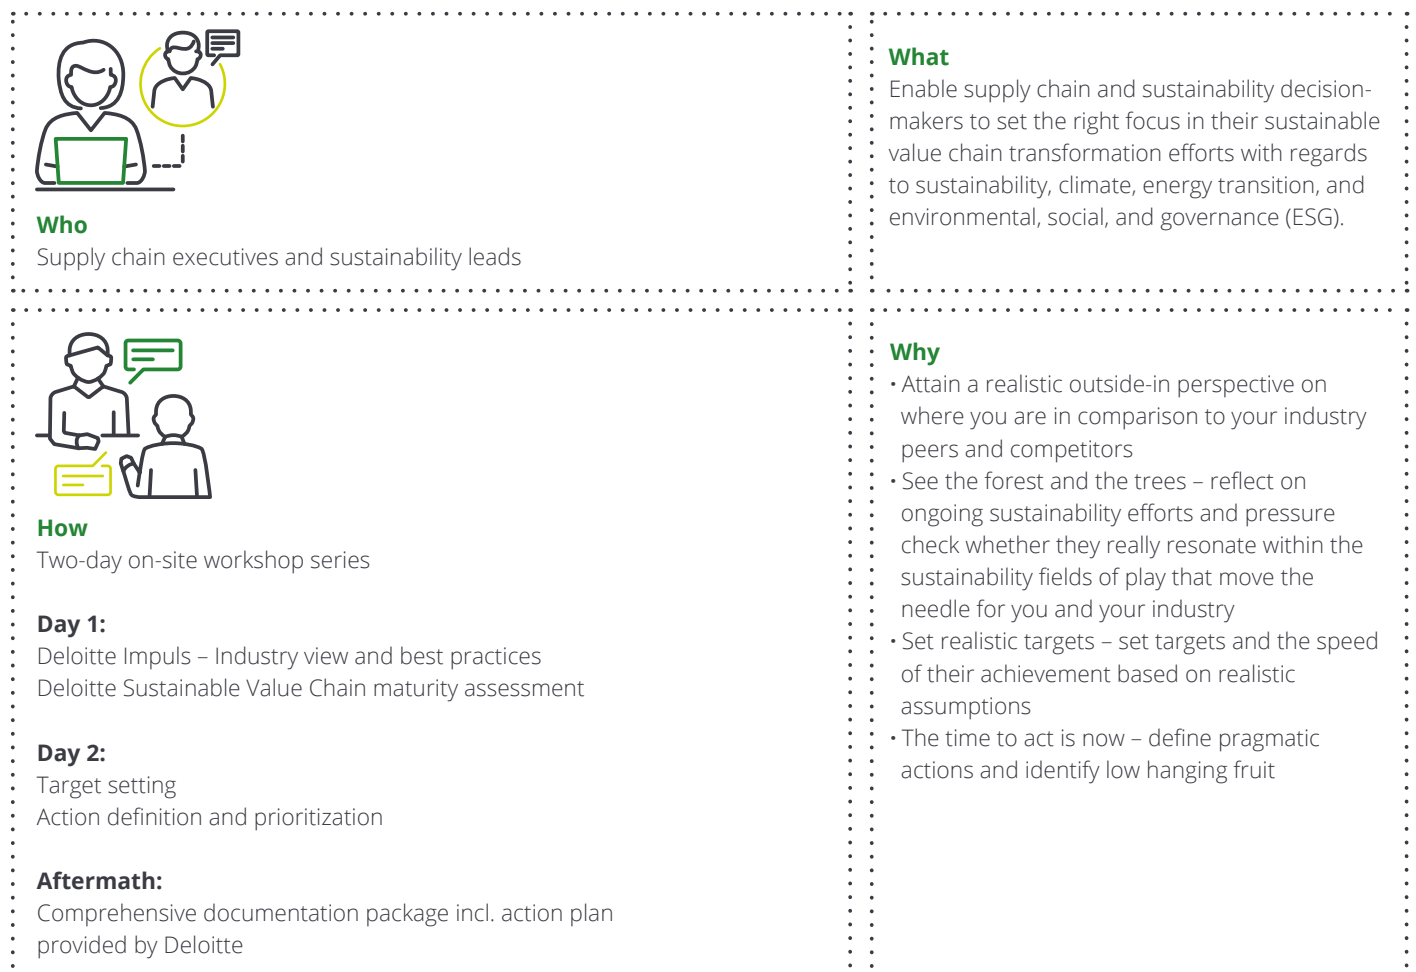 Who
Supply chain executives and sustainability leads
What
Enable supply chain and sustainability decision-
makers to set the right focus in their sustainable
value chain transformation efforts with regards
to sustainability, climate, energy transition, and
environmental, social, and governance (ESG).
How
Two-day on-site workshop series
Day 1:
Deloitte Impuls – Industry view and best practices
Deloitte Sustainable Value Chain maturity assessment
Day 2:
Target setting
Action definition and prioritization
Aftermath:
Comprehensive documentation package incl. action plan
provided by Deloitte
Why
• Attain a realistic outside-in perspective on
where you are in comparison to your industry
peers and competitors
• See the forest and the trees – reflect on
ongoing sustainability efforts and pressure
check whether they really resonate within the
sustainability fields of play that move the
needle for you and your industry
• Set realistic targets – set targets and the speed
of their achievement based on realistic
assumptions
• The time to act is now – define pragmatic
actions and identify low hanging fruit